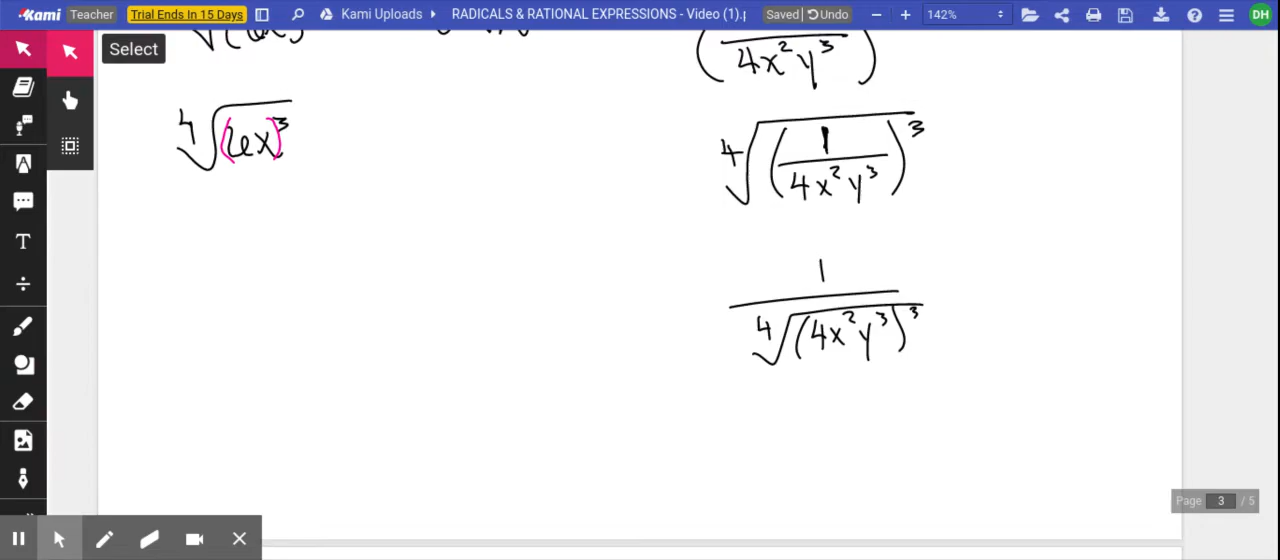 Kami Teacher Trial Ends In 15 Days Kami Uploads RADICALS & RATIONAL EXPRESSIONS - Video (1).p Saved Undo 142% DH
Select
4x²y³
⁴√(6x)³
⁴√(1/4x²y³)³
1
⁴√(4x²y³)³
Page 3 / 5